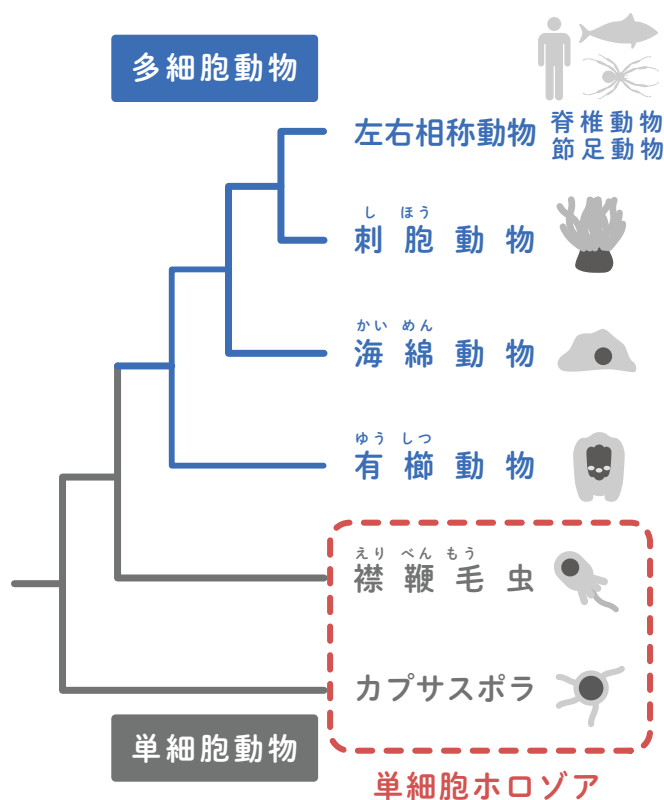 多細胞動物
左右相称動物
脊椎動物
節足動物
しほう
刺胞動物
かいめん
海綿動物
ゆうしつ
有櫛動物
えりべんもう
襟鞭毛虫
カプサスポラ
単細胞動物
単細胞ホロゾア